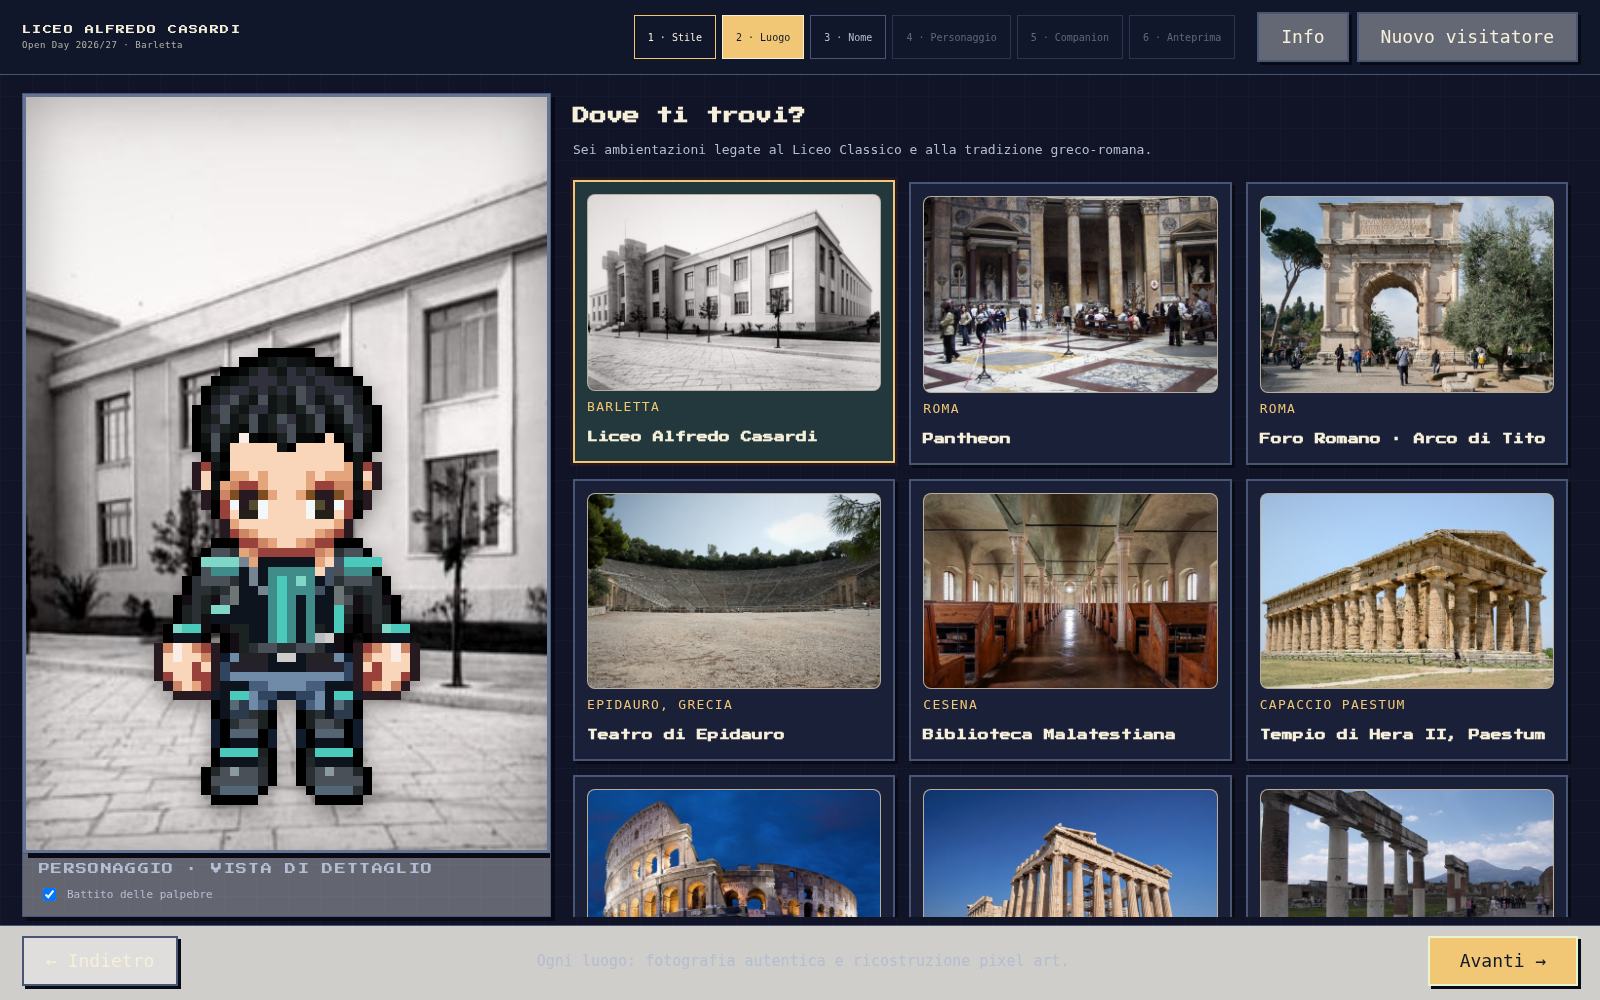 LICEO ALFREDO CASARDI
Open Day 2026/27 · Barletta
1 · Stile
2 · Luogo
3 · Nome
4 · Personaggio
5 · Companion
6 · Anteprima
Info
Nuovo visitatore
Dove ti trovi?
Sei ambientazioni legate al Liceo Classico e alla tradizione greco-romana.
BARLETTA
Liceo Alfredo Casardi
ROMA
Pantheon
ROMA
Foro Romano · Arco di Tito
EPIDAURO, GRECIA
Teatro di Epidauro
CESENA
Biblioteca Malatestiana
CAPACCIO PAESTUM
Tempio di Hera II, Paestum
PERSONAGGIO · VISTA DI DETTAGLIO
Battito delle palpebre
← Indietro
Ogni luogo: fotografia autentica e ricostruzione pixel art.
Avanti →